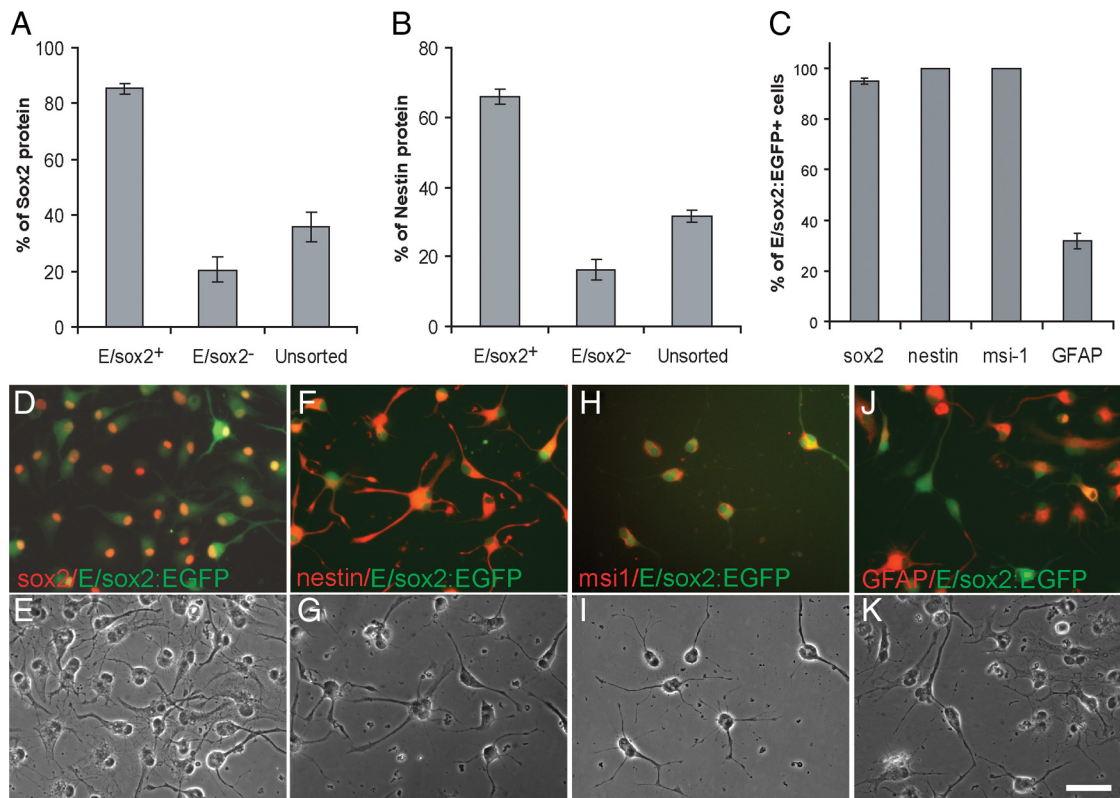 A
% of Sox2 protein
100
80
60
40
20
0
E/sox2+
E/sox2-
Unsorted
B
% of Nestin protein
80
60
40
20
0
E/sox2+
E/sox2-
Unsorted
C
% of E/sox2:EGFP+ cells
100
80
60
40
20
0
sox2
nestin
msi-1
GFAP
D
sox2/E/sox2:EGFP
F
nestin/E/sox2:EGFP
H
msi1/E/sox2:EGFP
J
GFAP/E/sox2:EGFP
E
G
I
K